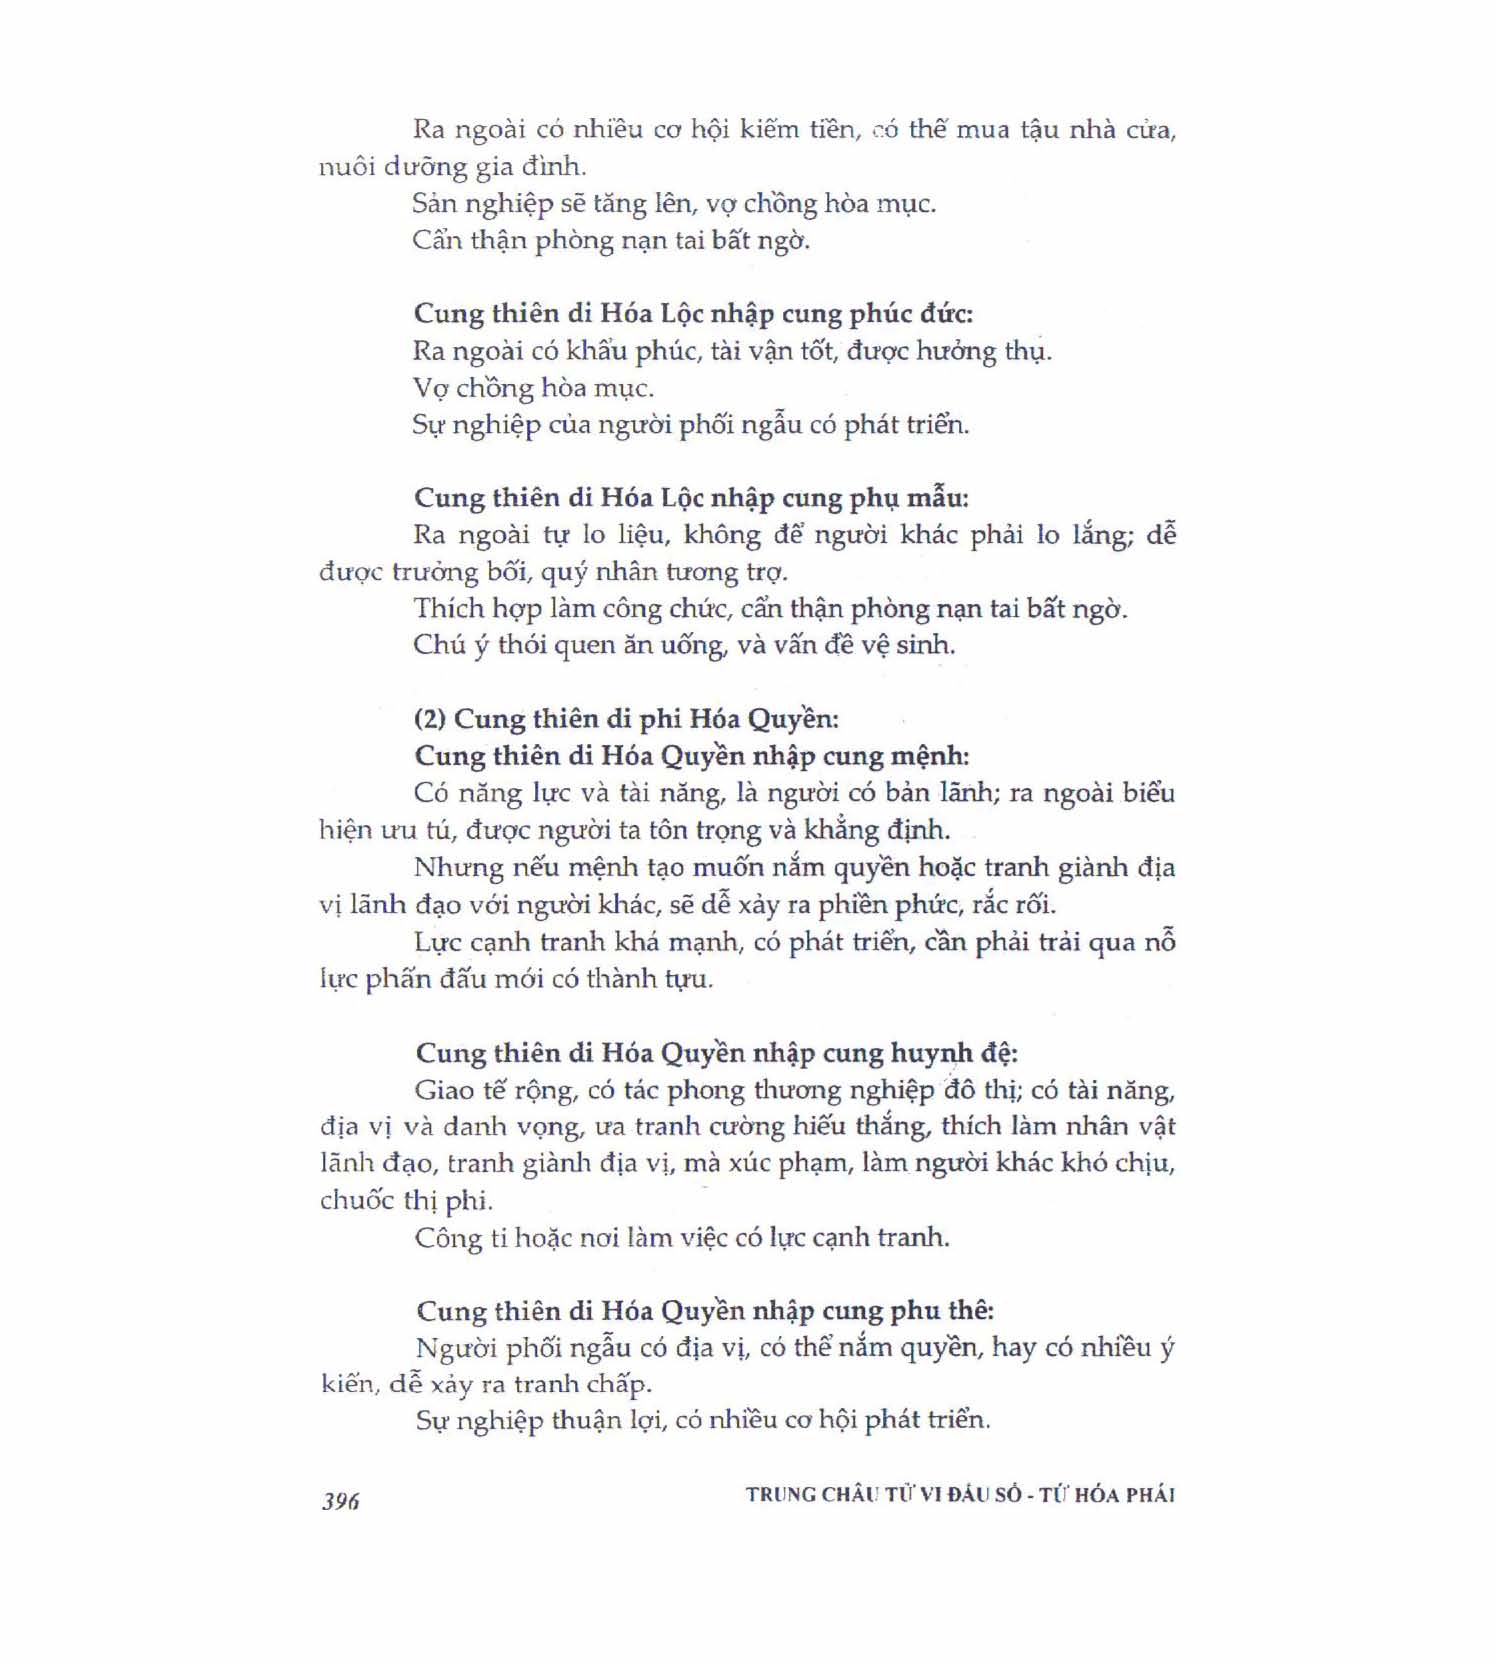 Ra ngoài có nhiều cơ hội kiếm tiền, có thể mua tậu nhà cửa,
nuôi dưỡng gia đình.
Sản nghiệp sẽ tăng lên, vợ chồng hòa mục.
Cẩn thận phòng nạn tai bất ngờ.
Cung thiên di Hóa Lộc nhập cung phúc đức:
Ra ngoài có khẩu phúc, tài vận tốt, được hưởng thụ.
Vợ chồng hòa mục.
Sự nghiệp của người phối ngẫu có phát triển.
Cung thiên di Hóa Lộc nhập cung phụ mẫu:
Ra ngoài tự lo liệu, không để người khác phải lo lắng; dễ
được trưởng bối, quý nhân tương trợ.
Thích hợp làm công chức, cẩn thận phòng nạn tai bất ngờ.
Chú ý thói quen ăn uống, và vấn đề vệ sinh.
(2) Cung thiên di phi Hóa Quyền:
Cung thiên di Hóa Quyền nhập cung mệnh:
Có năng lực và tài năng, là người có bản lãnh; ra ngoài biểu
hiện ưu tú, được người ta tôn trọng và khẳng định.
Nhưng nếu mệnh tạo muốn nắm quyền hoặc tranh giành địa
vị lãnh đạo với người khác, sẽ dễ xảy ra phiền phức, rắc rối.
Lực cạnh tranh khá mạnh, có phát triển, cần phải trải qua nỗ
lực phấn đấu mới có thành tựu.
Cung thiên di Hóa Quyền nhập cung huynh đệ:
Giao tế rộng, có tác phong thương nghiệp đô thị; có tài năng,
địa vị và danh vọng, ưa tranh cường hiếu thắng, thích làm nhân vật
lãnh đạo, tranh giành địa vị, mà xúc phạm, làm người khác khó chịu,
chuốc thị phi.
Công ti hoặc nơi làm việc có lực cạnh tranh.
Cung thiên di Hóa Quyền nhập cung phu thê:
Người phối ngẫu có địa vị, có thể nắm quyền, hay có nhiều ý
kiến, dễ xảy ra tranh chấp.
Sự nghiệp thuận lợi, có nhiều cơ hội phát triển.
396
TRUNG CHÂU TỬ VI ĐẨU SỐ - TỨ HÓA PHÁI